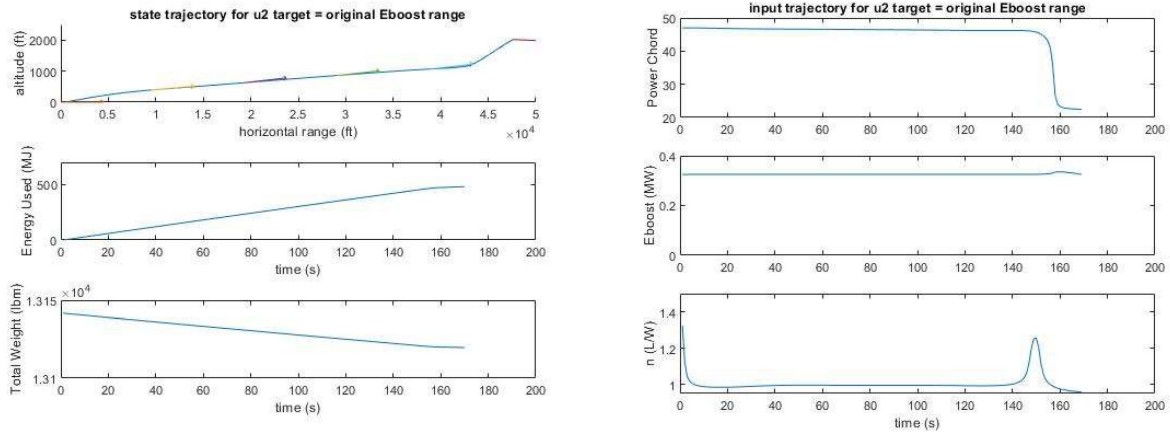 state trajectory for u2 target = original Eboost range
altitude (ft)
2000
1000
0
0 0.5 1 1.5 2 2.5 3 3.5 4 4.5 5
horizontal range (ft)
×10⁴
Energy Used (MJ)
500
0
0 20 40 60 80 100 120 140 160 180 200
time (s)
Total Weight (lbm)
×10⁴
1.315
1.31
0 20 40 60 80 100 120 140 160 180 200
time (s)
input trajectory for u2 target = original Eboost range
Power Chord
50
40
30
20
0 20 40 60 80 100 120 140 160 180 200
Eboost (MW)
0.4
0.2
0
0 20 40 60 80 100 120 140 160 180 200
n (L/W)
1.4
1.2
1
0 20 40 60 80 100 120 140 160 180 200
time (s)